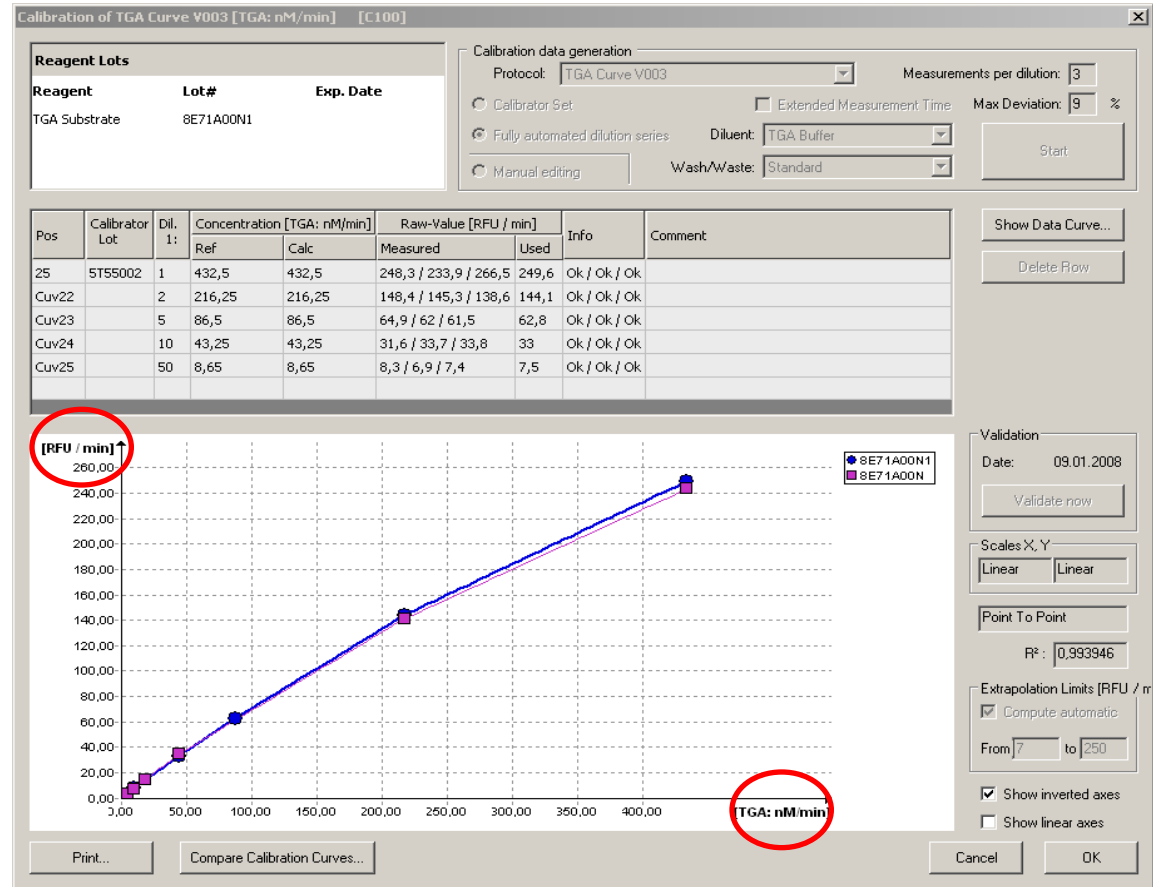 Calibration of TGA Curve V003 [TGA: nM/min] [C100]
Reagent Lots
Reagent Lot# Exp. Date
TGA Substrate 8E71A00N1
Calibration data generation
Protocol: TGA Curve V003
Measurements per dilution: 3
Calibrator Set
Extended Measurement Time
Max Deviation: 9 %
Fully automated dilution series
Diluent: TGA Buffer
Start
Manual editing
Wash/Waste: Standard
Pos Calibrator Lot Dil. 1: Concentration [TGA: nM/min] Raw-Value [RFU / min] Info Comment
Ref Calc Measured Used
25 5T55002 1 432,5 432,5 248,3 / 233,9 / 266,5 249,6 Ok / Ok / Ok
Cuv22 2 216,25 216,25 148,4 / 145,3 / 138,6 144,1 Ok / Ok / Ok
Cuv23 5 86,5 86,5 64,9 / 62 / 61,5 62,8 Ok / Ok / Ok
Cuv24 10 43,25 43,25 31,6 / 33,7 / 33,8 33 Ok / Ok / Ok
Cuv25 50 8,65 8,65 8,3 / 6,9 / 7,4 7,5 Ok / Ok / Ok
Show Data Curve...
Delete Row
[RFU / min]
260,00
240,00
220,00
200,00
180,00
160,00
140,00
120,00
100,00
80,00
60,00
40,00
20,00
0,00
0,00 50,00 100,00 150,00 200,00 250,00 300,00 350,00 400,00 [TGA: nM/min]
8E71A00N1
8E71A00N
Validation
Date: 09.01.2008
Validate now
Scales X, Y
Linear Linear
Point To Point
R² : 0,993946
Extrapolation Limits [RFU / m
Compute automatic
From 7 to 250
Show inverted axes
Show linear axes
Print... Compare Calibration Curves... Cancel OK